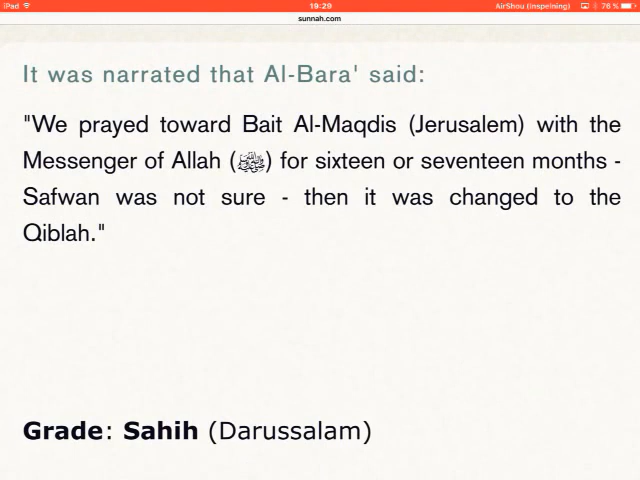 iPad 19:29 AirShou (Inspeining) 76 %
sunnah.com
It was narrated that Al-Bara' said:
"We prayed toward Bait Al-Maqdis (Jerusalem) with the
Messenger of Allah (ﷺ) for sixteen or seventeen months -
Safwan was not sure - then it was changed to the
Qiblah."
Grade: Sahih (Darussalam)